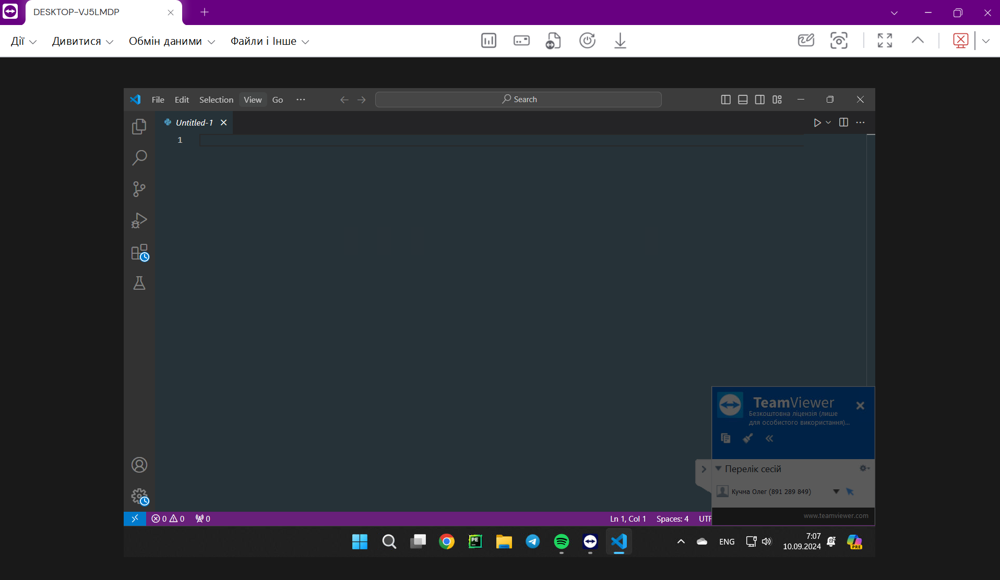 DESKTOP-VJ5LMDP
Дії Дивитися Обмін даними Файли і Інше
File Edit Selection View Go ··· Search
Untitled-1
1
TeamViewer
Безкоштовна ліцензія (лише
для особистого використання)...
Перелік сесій
Кучма Олег (891 289 849)
www.teamviewer.com
0 0 0 Ln 1, Col 1 Spaces: 4 UTF
PE ENG 7:07
10.09.2024
PRE